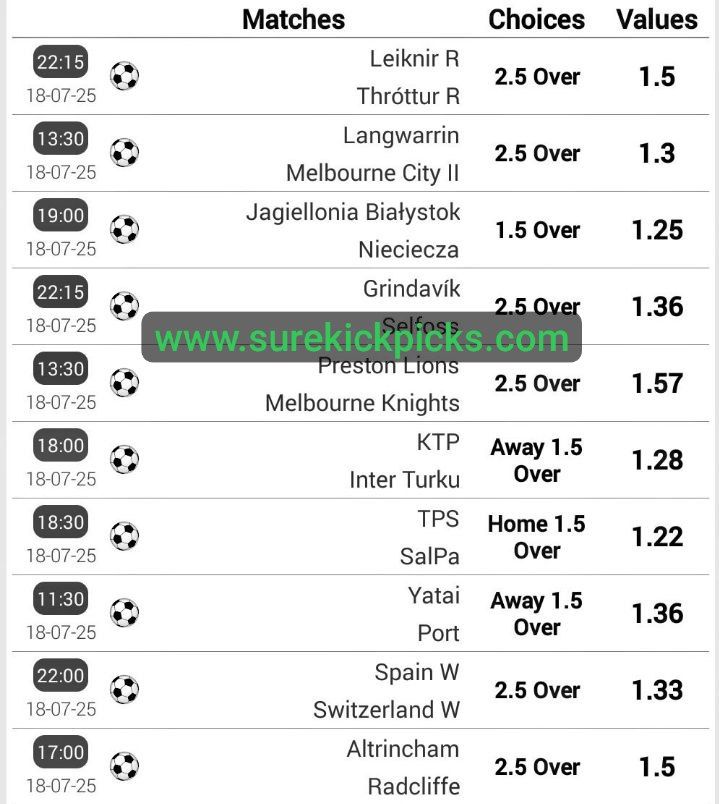 Matches Choices Values
22:15 Leiknir R
2.5 Over 1.5
18-07-25 Thróttur R
13:30 Langwarrin
2.5 Over 1.3
18-07-25 Melbourne City II
19:00 Jagiellonia Białystok
1.5 Over 1.25
18-07-25 Nieciecza
22:15 Grindavík
2.5 Over 1.36
18-07-25 Selfoss
www.surekickpicks.com
13:30 Preston Lions
2.5 Over 1.57
18-07-25 Melbourne Knights
18:00 KTP
Away 1.5
Over 1.28
18-07-25 Inter Turku
18:30 TPS
Home 1.5
Over 1.22
18-07-25 SalPa
11:30 Yatai
Away 1.5
Over 1.36
18-07-25 Port
22:00 Spain W
2.5 Over 1.33
18-07-25 Switzerland W
17:00 Altrincham
2.5 Over 1.5
18-07-25 Radcliffe